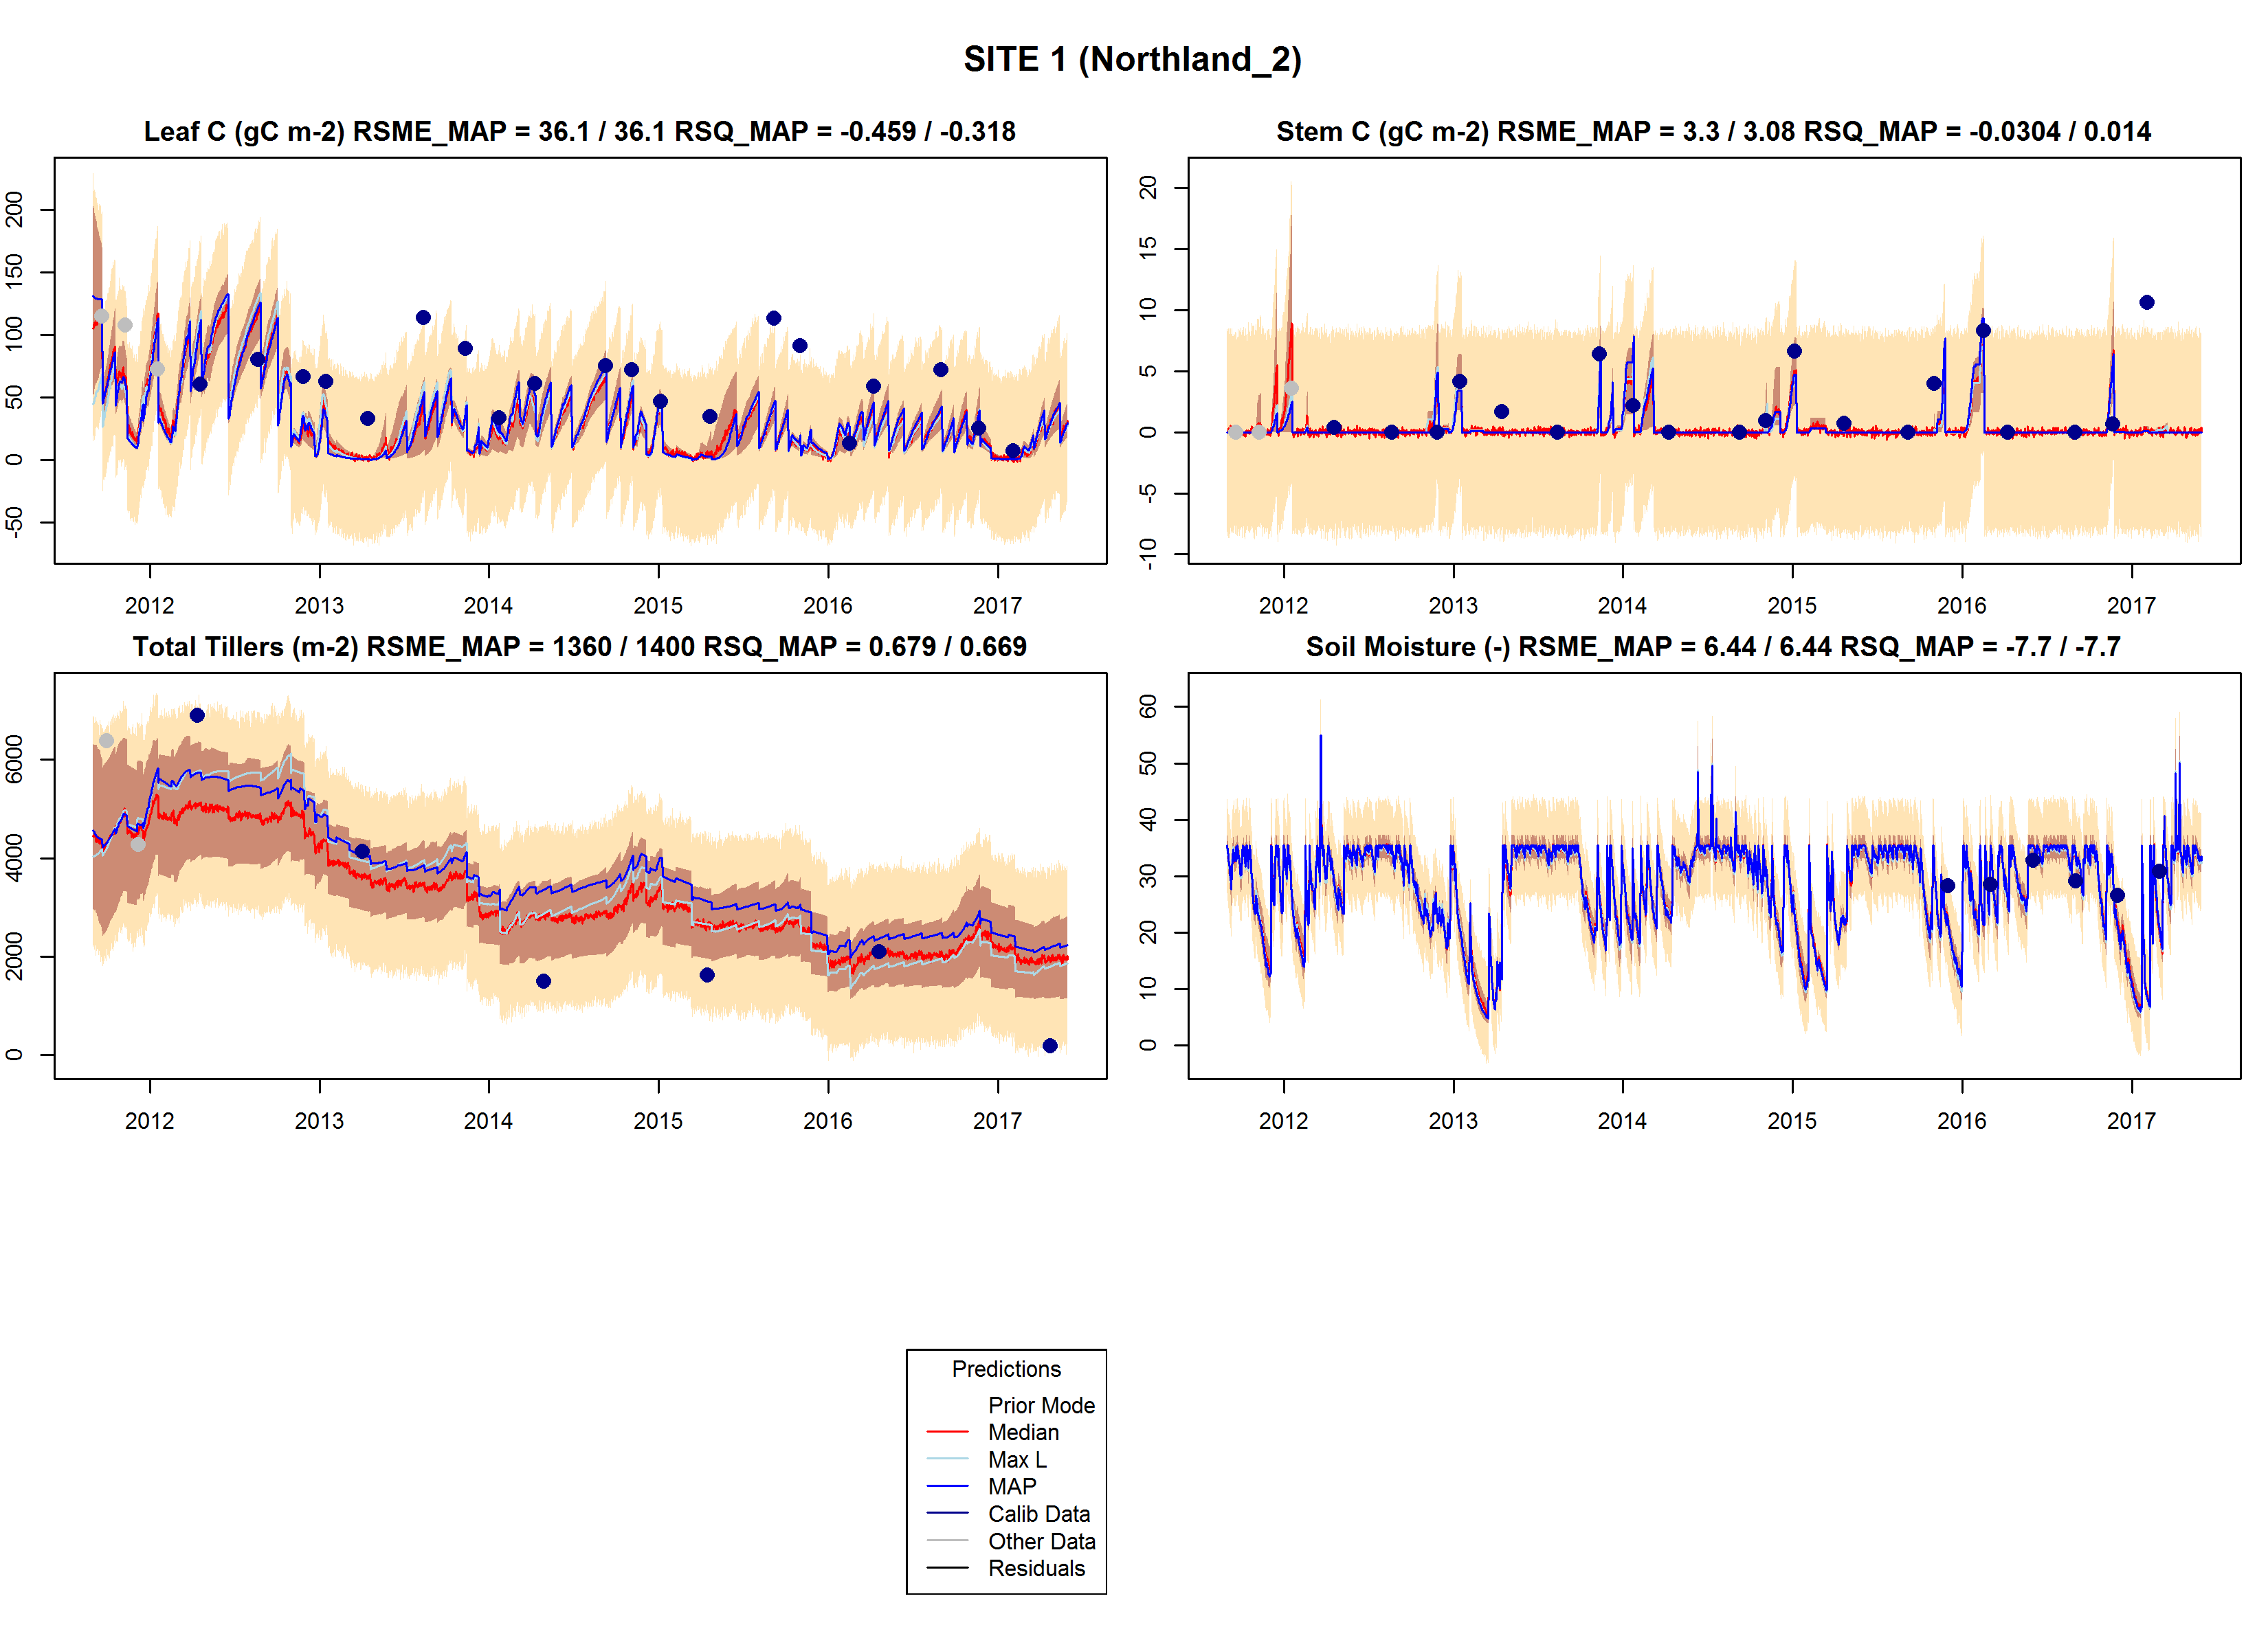 SITE 1 (Northland_2)
Leaf C (gC m-2) RSME_MAP = 36.1 / 36.1 RSQ_MAP = -0.459 / -0.318
200
150
100
50
0
-50
2012 2013 2014 2015 2016 2017
Stem C (gC m-2) RSME_MAP = 3.3 / 3.08 RSQ_MAP = -0.0304 / 0.014
20
15
10
5
0
-5
-10
2012 2013 2014 2015 2016 2017
Total Tillers (m-2) RSME_MAP = 1360 / 1400 RSQ_MAP = 0.679 / 0.669
6000
4000
2000
0
2012 2013 2014 2015 2016 2017
Soil Moisture (-) RSME_MAP = 6.44 / 6.44 RSQ_MAP = -7.7 / -7.7
60
50
40
30
20
10
0
2012 2013 2014 2015 2016 2017
Predictions
Prior Mode
Median
Max L
MAP
Calib Data
Other Data
Residuals